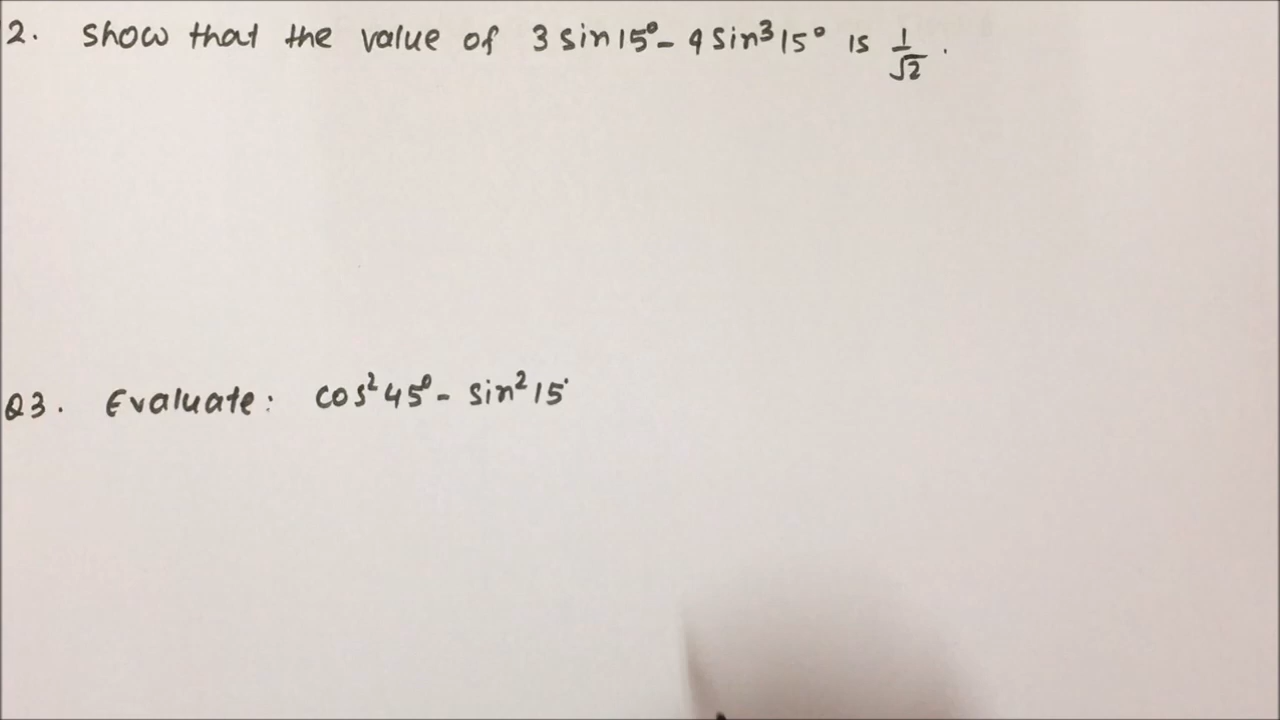 2. Show that the value of 3 sin 15° - 4 sin³ 15° is 1/√2 .
Q3. Evaluate: cos² 45° - sin² 15°